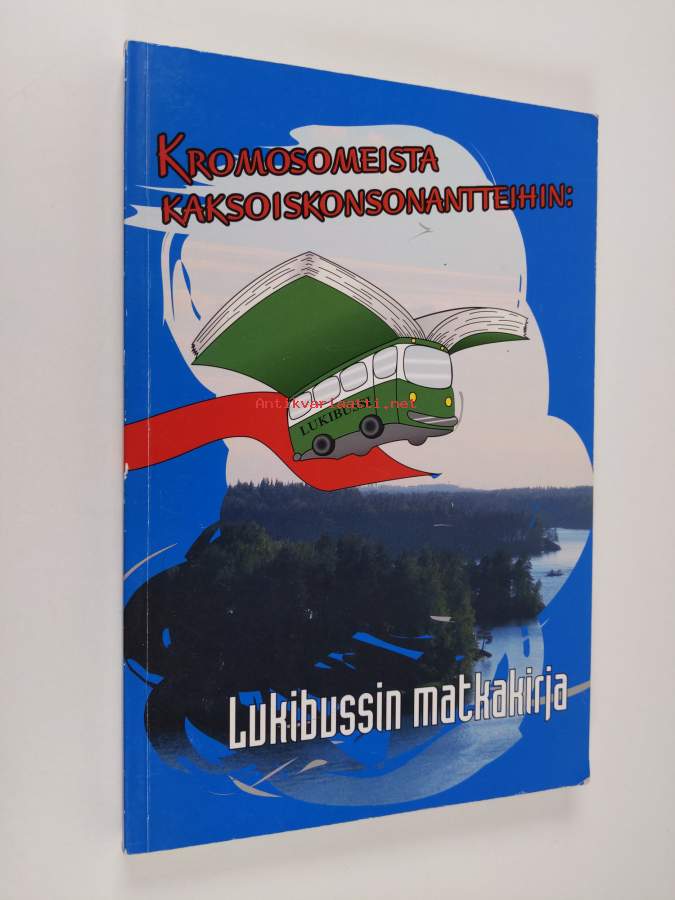 KROMOSOMEISTA
KAKSOISKONSONANTTEIHIN:
Antikvariaatti.net
LUKIBUSSI
Lukibussin matkakirja